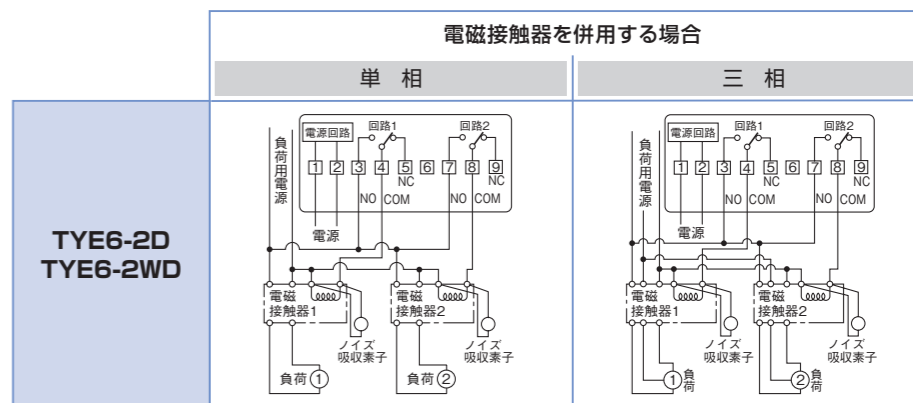 電磁接触器を併用する場合
単 相
三 相
TYE6-2D
TYE6-2WD
負荷用電源
電源回路
回路1
回路2
1 2 3 4 5 6 7 8 9
NC
NC
NO COM
NO COM
電源
電磁
接触器1
電磁
接触器2
ノイズ
吸収素子
ノイズ
吸収素子
負荷 1
負荷 2
負荷用電源
電源回路
回路1
回路2
1 2 3 4 5 6 7 8 9
NC
NC
NO COM
NO COM
電源
電磁
接触器1
電磁
接触器2
ノイズ
吸収素子
ノイズ
吸収素子
1 負荷
2 負荷